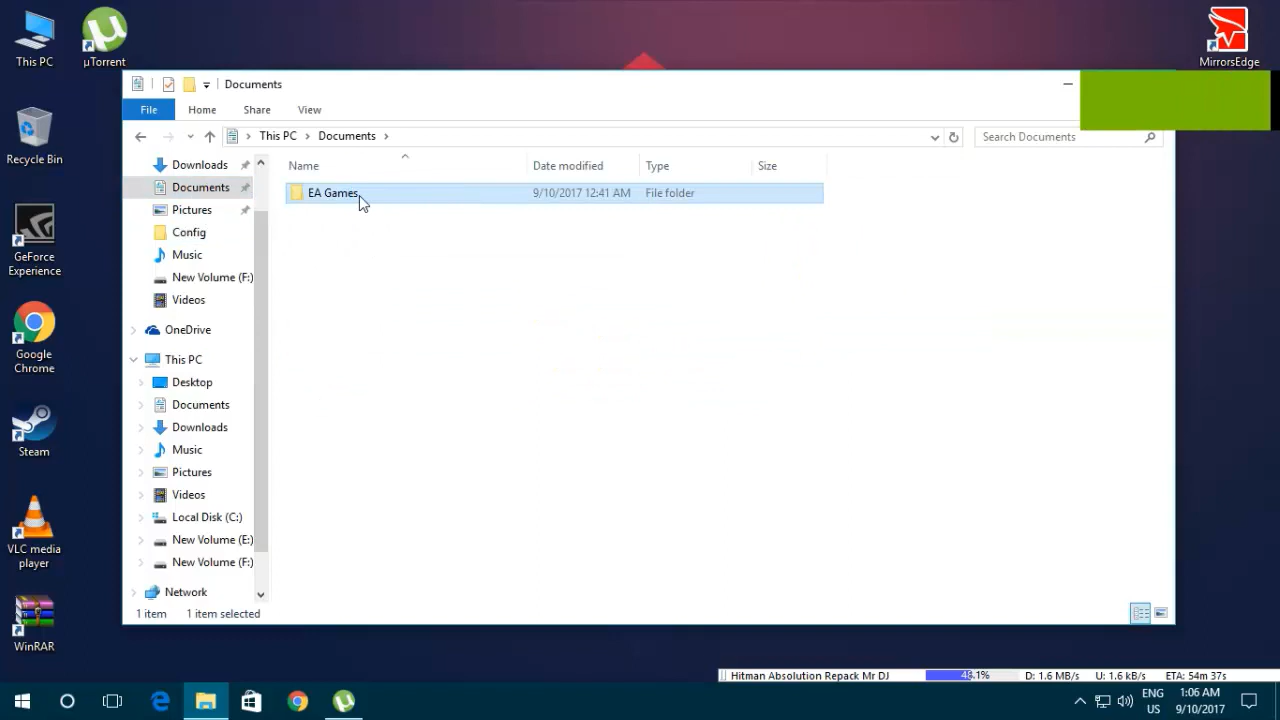 This PC
µTorrent
MirrorsEdge
Documents
File
Home
Share
View
This PC
Documents
Search Documents
Recycle Bin
Downloads
Documents
Pictures
Config
Music
New Volume (F:)
Videos
OneDrive
This PC
Desktop
Documents
Downloads
Music
Pictures
Videos
Local Disk (C:)
New Volume (E:)
New Volume (F:)
Network
Name
Date modified
Type
Size
EA Games
9/10/2017 12:41 AM
File folder
GeForce
Experience
Google
Chrome
Steam
VLC media
player
WinRAR
1 item
1 item selected
Hitman Absolution Repack Mr DJ
48.1%
D: 1.6 MB/s
U: 1.6 kB/s
ETA: 54m 37s
ENG
US
1:06 AM
9/10/2017